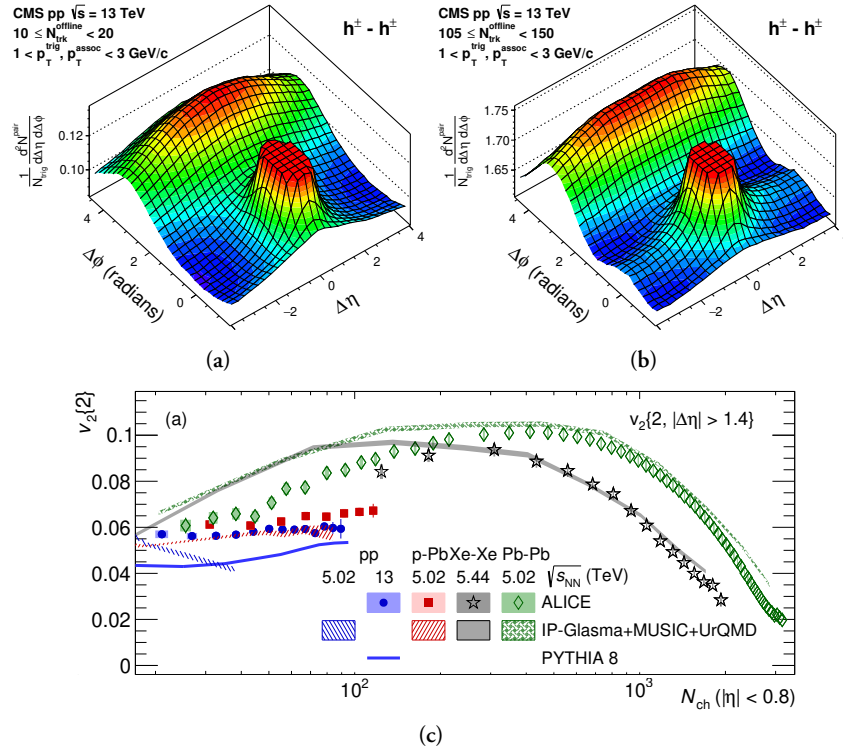 CMS pp √s = 13 TeV
10 ≤ N_trk^offline < 20
1 < p_T^trig, p_T^assoc < 3 GeV/c
h± - h±
1/N_trig d²N^pair/dΔη dΔφ
0.12
0.10
4
2
0
Δφ (radians)
−2
0
2
4
Δη
(a)
CMS pp √s = 13 TeV
105 ≤ N_trk^offline < 150
1 < p_T^trig, p_T^assoc < 3 GeV/c
h± - h±
1/N_trig d²N^pair/dΔη dΔφ
1.75
1.70
1.65
4
2
0
Δφ (radians)
−2
0
2
Δη
(b)
v₂{2}
(a)
v₂{2, |Δη| > 1.4}
0.1
0.08
0.06
0.04
0.02
0
pp p-Pb Xe-Xe Pb-Pb
5.02 13 5.02 5.44 5.02 √s_NN (TeV)
ALICE
IP-Glasma+MUSIC+UrQMD
PYTHIA 8
10² 10³
N_ch (|η| < 0.8)
(c)